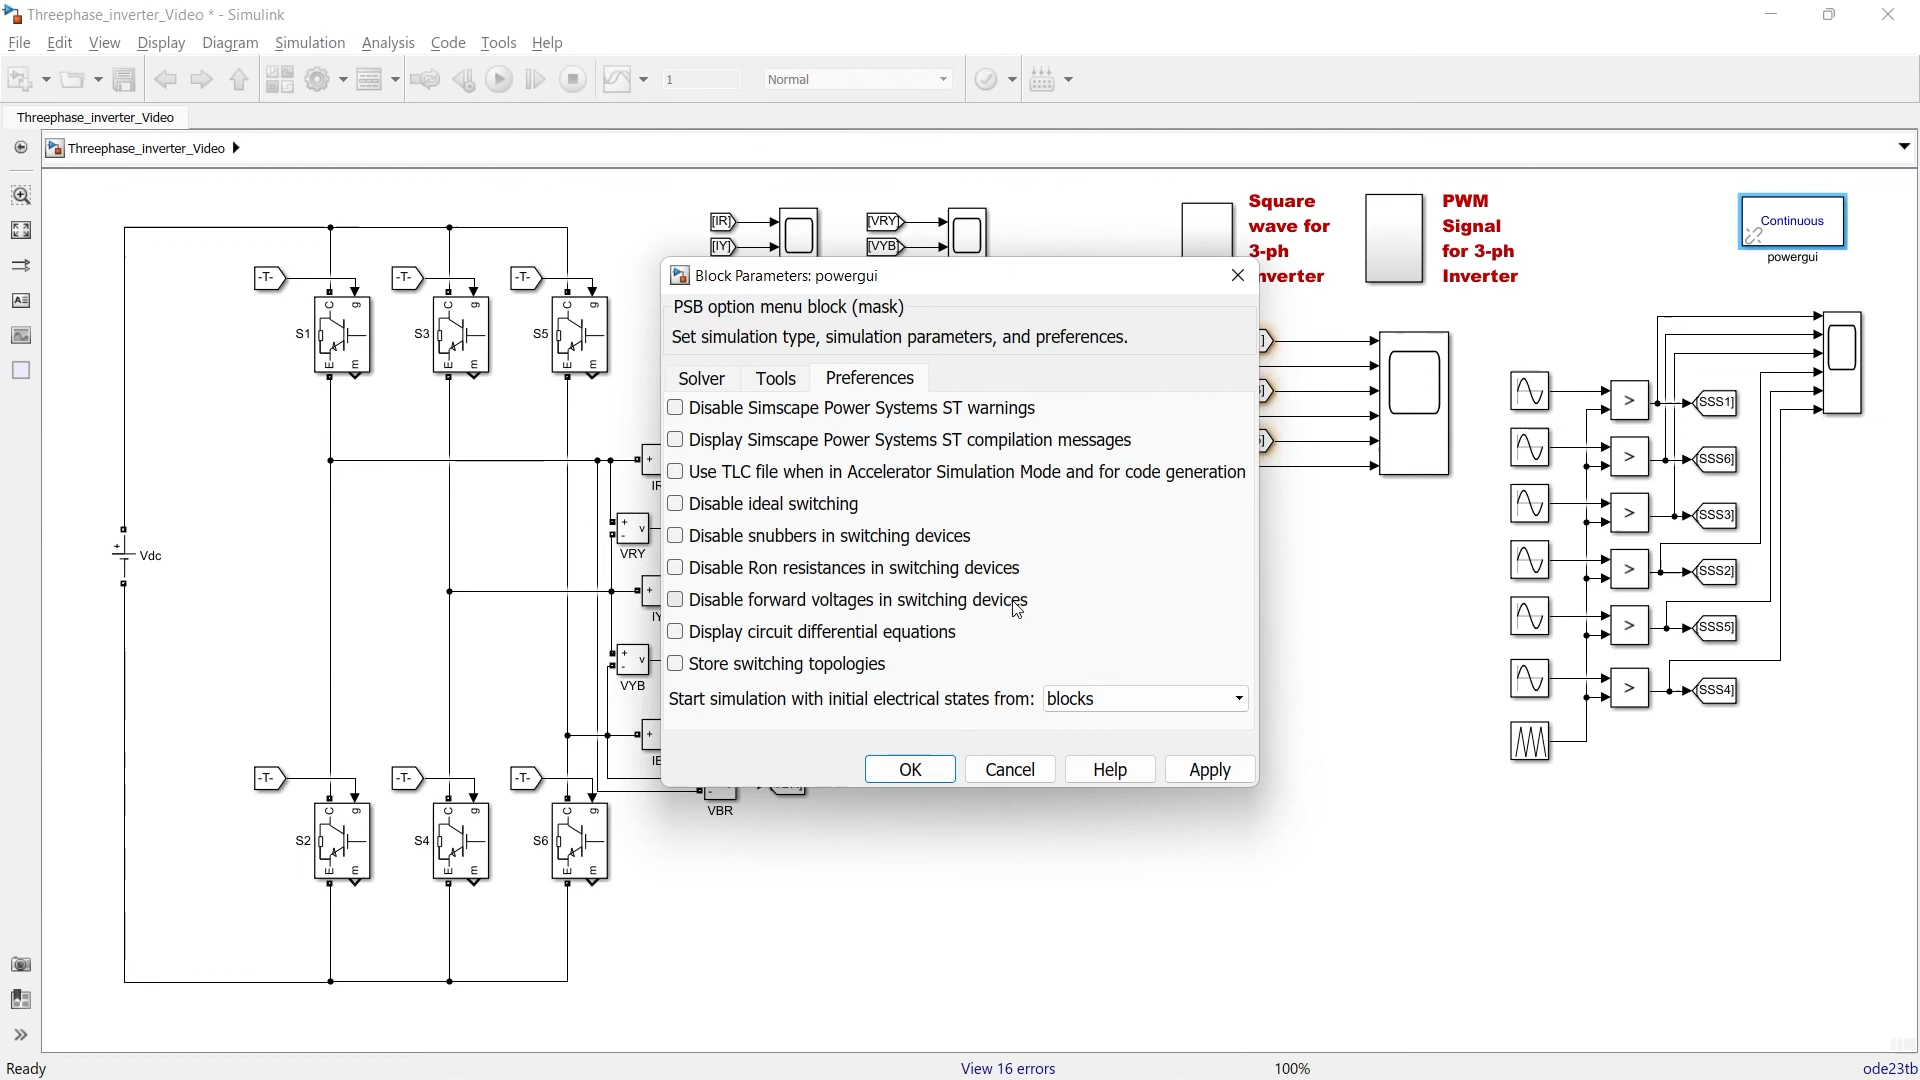 Threephase_inverter_Video * - Simulink
File Edit View Display Diagram Simulation Analysis Code Tools Help
1
Normal
Threephase_inverter_Video
Threephase_inverter_Video
[IR]
[IY]
[VRY]
[VYB]
Square
wave for
3-ph
PWM
Signal
for 3-ph
Inverter
Continuous
powergui
-T-
-T-
-T-
C
g
C
g
C
g
S1
S3
S5
E
m
E
m
E
m
+
Vdc
+
+
-
v
VRY
+
+
-
v
VYB
+
-T-
-T-
-T-
C
g
C
g
C
g
S2
S4
S6
E
m
E
m
E
m
-
VBR
Block Parameters: powergui
PSB option menu block (mask)
Set simulation type, simulation parameters, and preferences.
Solver Tools Preferences
Disable Simscape Power Systems ST warnings
Display Simscape Power Systems ST compilation messages
Use TLC file when in Accelerator Simulation Mode and for code generation
Disable ideal switching
Disable snubbers in switching devices
Disable Ron resistances in switching devices
Disable forward voltages in switching devices
Display circuit differential equations
Store switching topologies
Start simulation with initial electrical states from: blocks
OK Cancel Help Apply
>
[SSS1]
>
[SSS6]
>
[SSS3]
>
[SSS2]
>
[SSS5]
>
[SSS4]
Ready
View 16 errors
100%
ode23tb